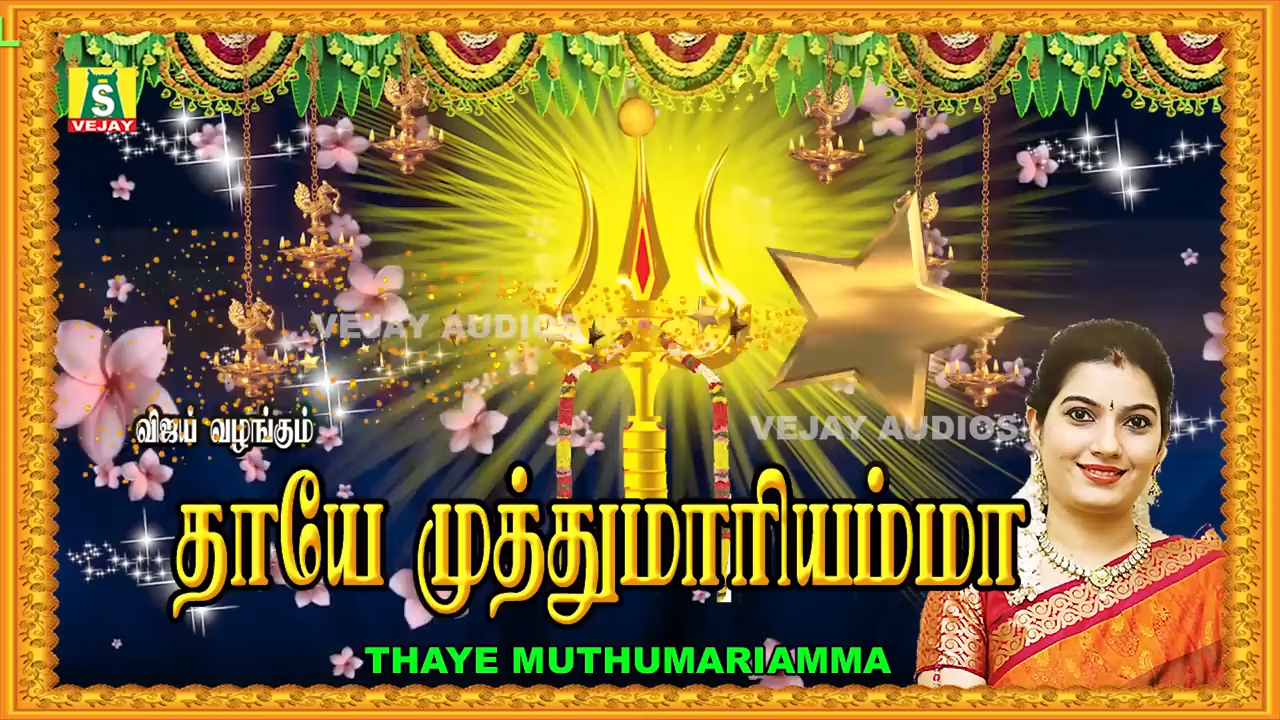 S
VEJAY
VEJAY AUDIOS
VEJAY AUDIOS
விஜய் வழங்கும்
தாயே முத்துமாரியம்மா
THAYE MUTHUMARIAMMA